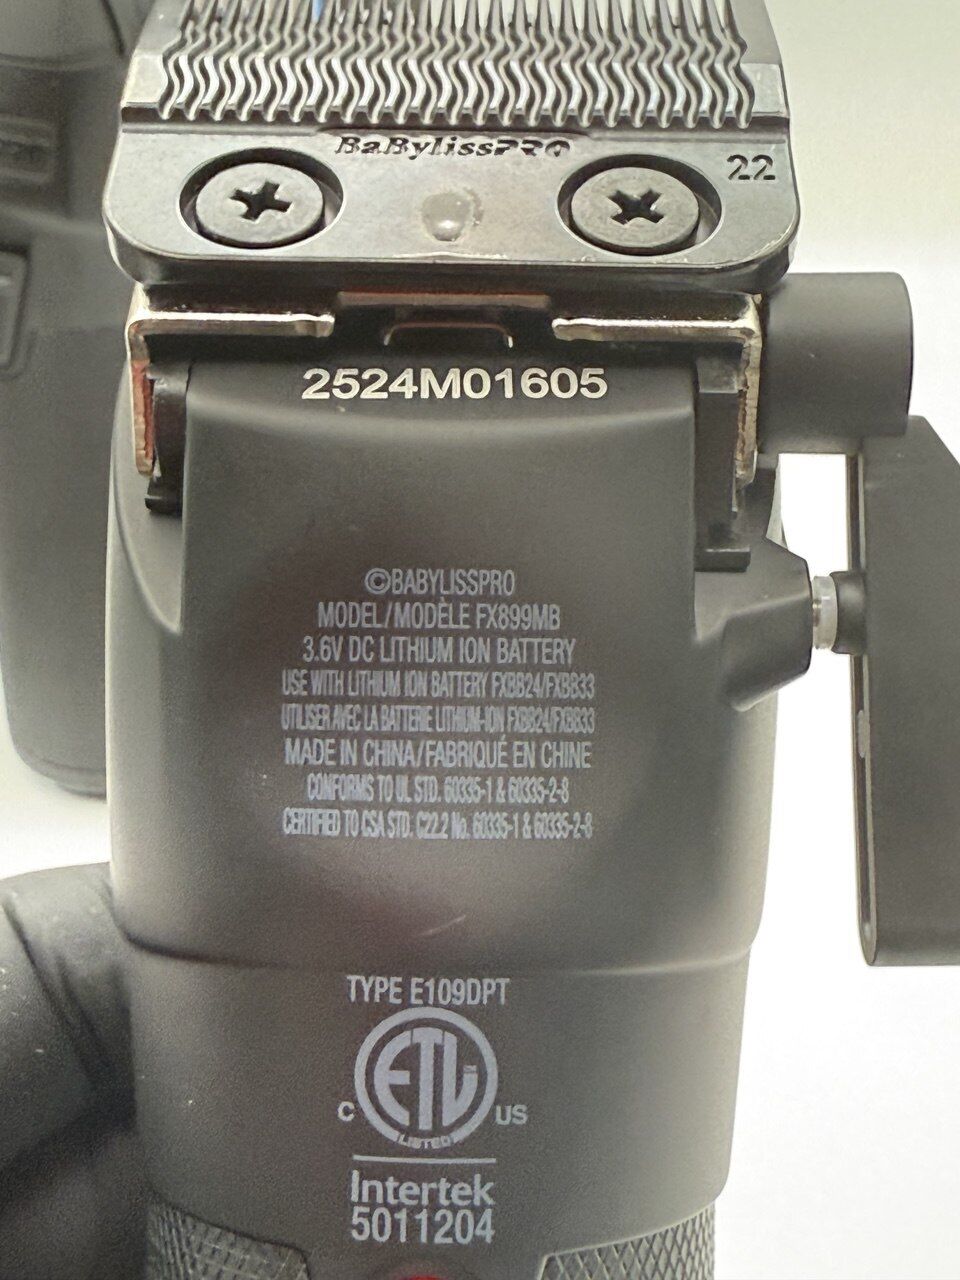 BaBylissPRO
22
2524M01605
©BABYLISSPRO
MODEL/MODÈLE FX899MB
3.6V DC LITHIUM ION BATTERY
USE WITH LITHIUM ION BATTERY FXBB24/FXBB33
UTILISER AVEC LA BATTERIE LITHIUM-ION FXBB24/FXBB33
MADE IN CHINA/FABRIQUÉ EN CHINE
CONFORMS TO UL STD. 60335-1 & 60335-2-8
CERTIFIED TO CSA STD. C22.2 No. 60335-1 & 60335-2-8
TYPE E109DPT
ETL
C US
LISTED
Intertek
5011204